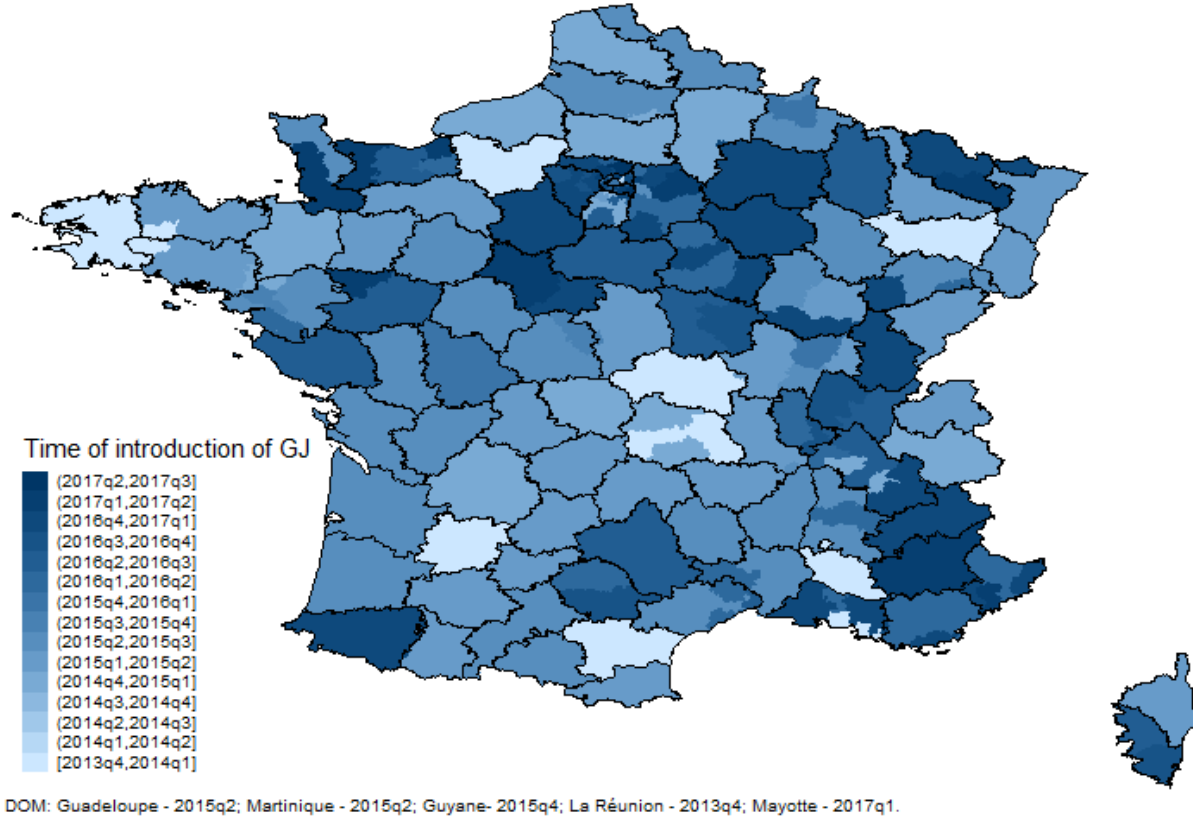 Time of introduction of GJ
(2017q2,2017q3]
(2017q1,2017q2]
(2016q4,2017q1]
(2016q3,2016q4]
(2016q2,2016q3]
(2016q1,2016q2]
(2015q4,2016q1]
(2015q3,2015q4]
(2015q2,2015q3]
(2015q1,2015q2]
(2014q4,2015q1]
(2014q3,2014q4]
(2014q2,2014q3]
(2014q1,2014q2]
[2013q4,2014q1]
DOM: Guadeloupe - 2015q2; Martinique - 2015q2; Guyane- 2015q4; La Réunion - 2013q4; Mayotte - 2017q1.